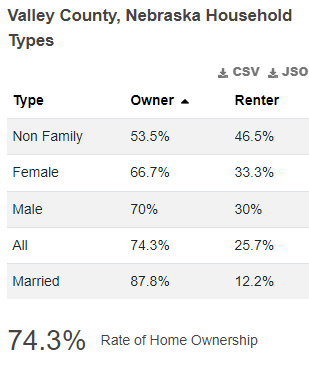 Valley County, Nebraska Household
Types
CSV JSO
Type Owner Renter
Non Family 53.5% 46.5%
Female 66.7% 33.3%
Male 70% 30%
All 74.3% 25.7%
Married 87.8% 12.2%
74.3% Rate of Home Ownership